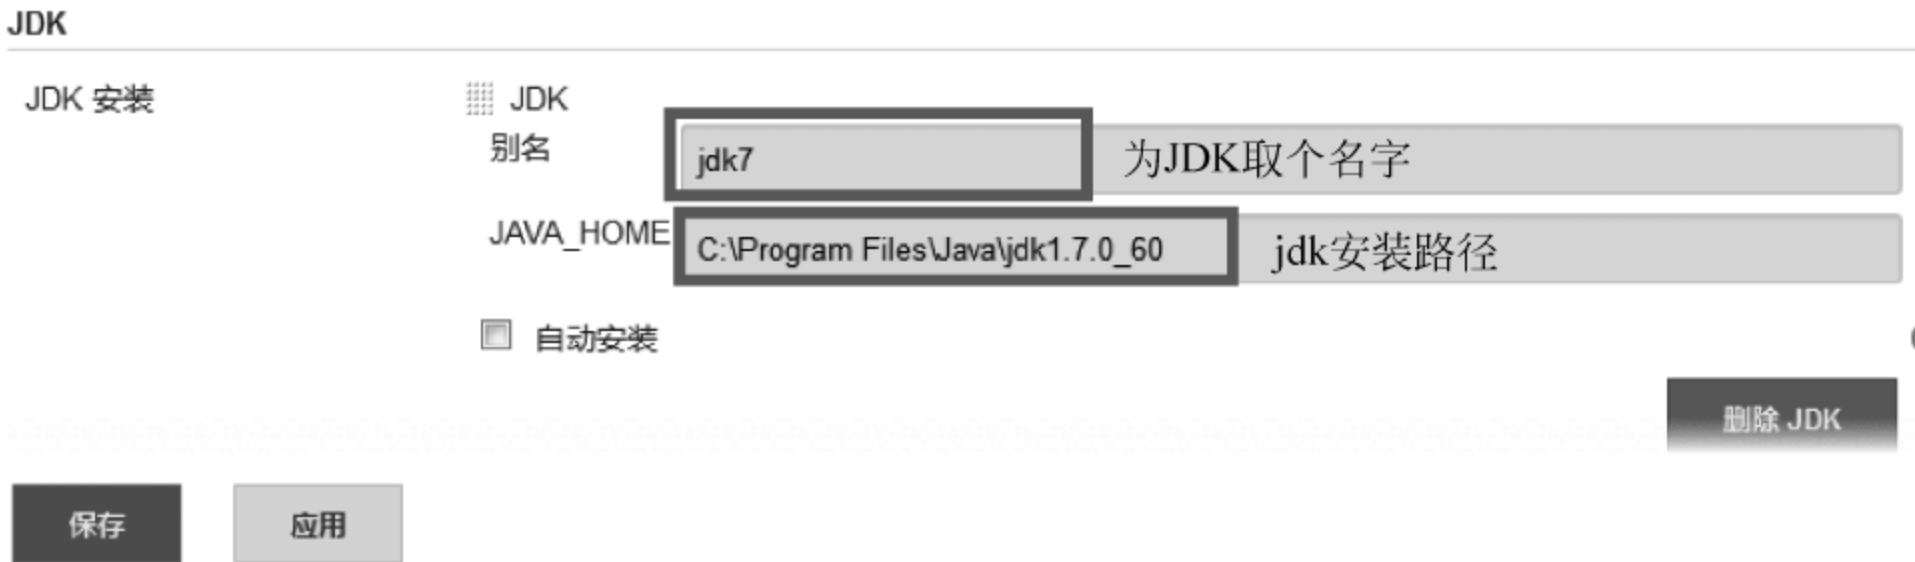 JDK
JDK 安装
JDK
别名
jdk7
为JDK取个名字
JAVA_HOME
C:\Program Files\Java\jdk1.7.0_60
jdk安装路径
自动安装
删除 JDK
保存
应用